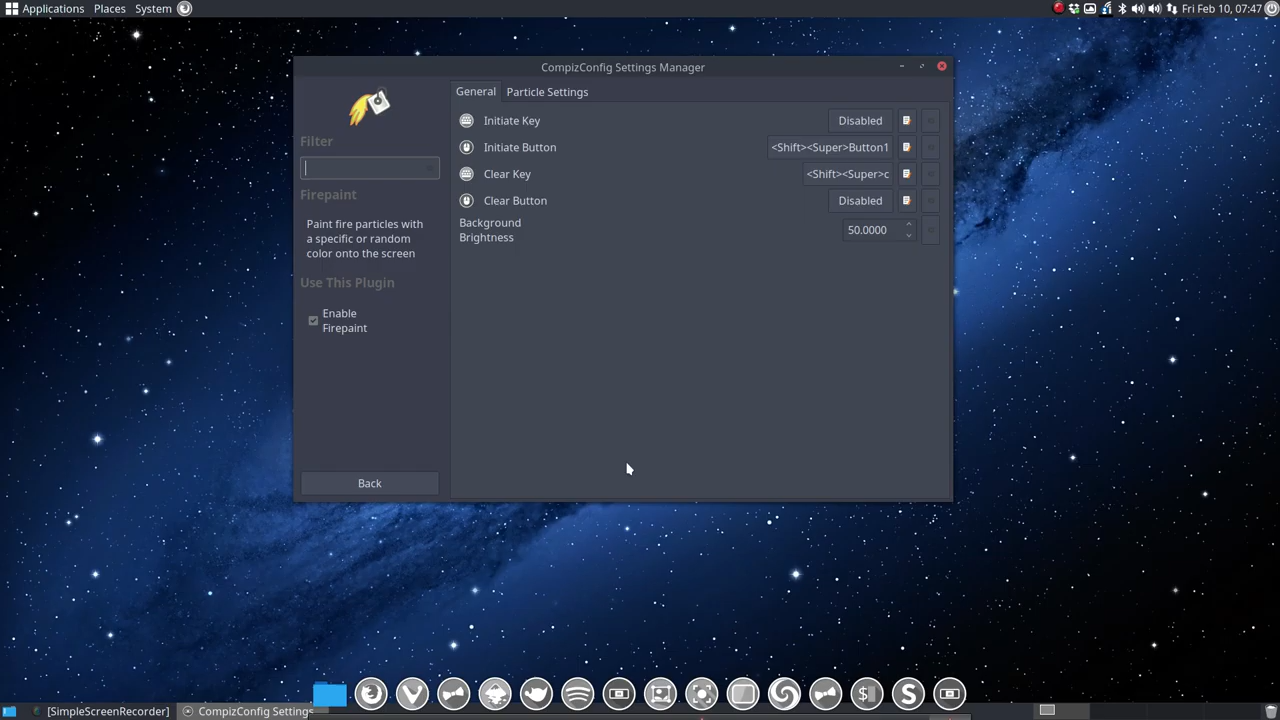 Applications Places System Fri Feb 10, 07:47
CompizConfig Settings Manager
General Particle Settings
Filter
Firepaint
Paint fire particles with
a specific or random
color onto the screen
Use This Plugin
Enable
Firepaint
Back
Initiate Key Disabled
Initiate Button <Shift><Super>Button1
Clear Key <Shift><Super>c
Clear Button Disabled
Background
Brightness
50.0000
$
S
[SimpleScreenRecorder] CompizConfig Settings